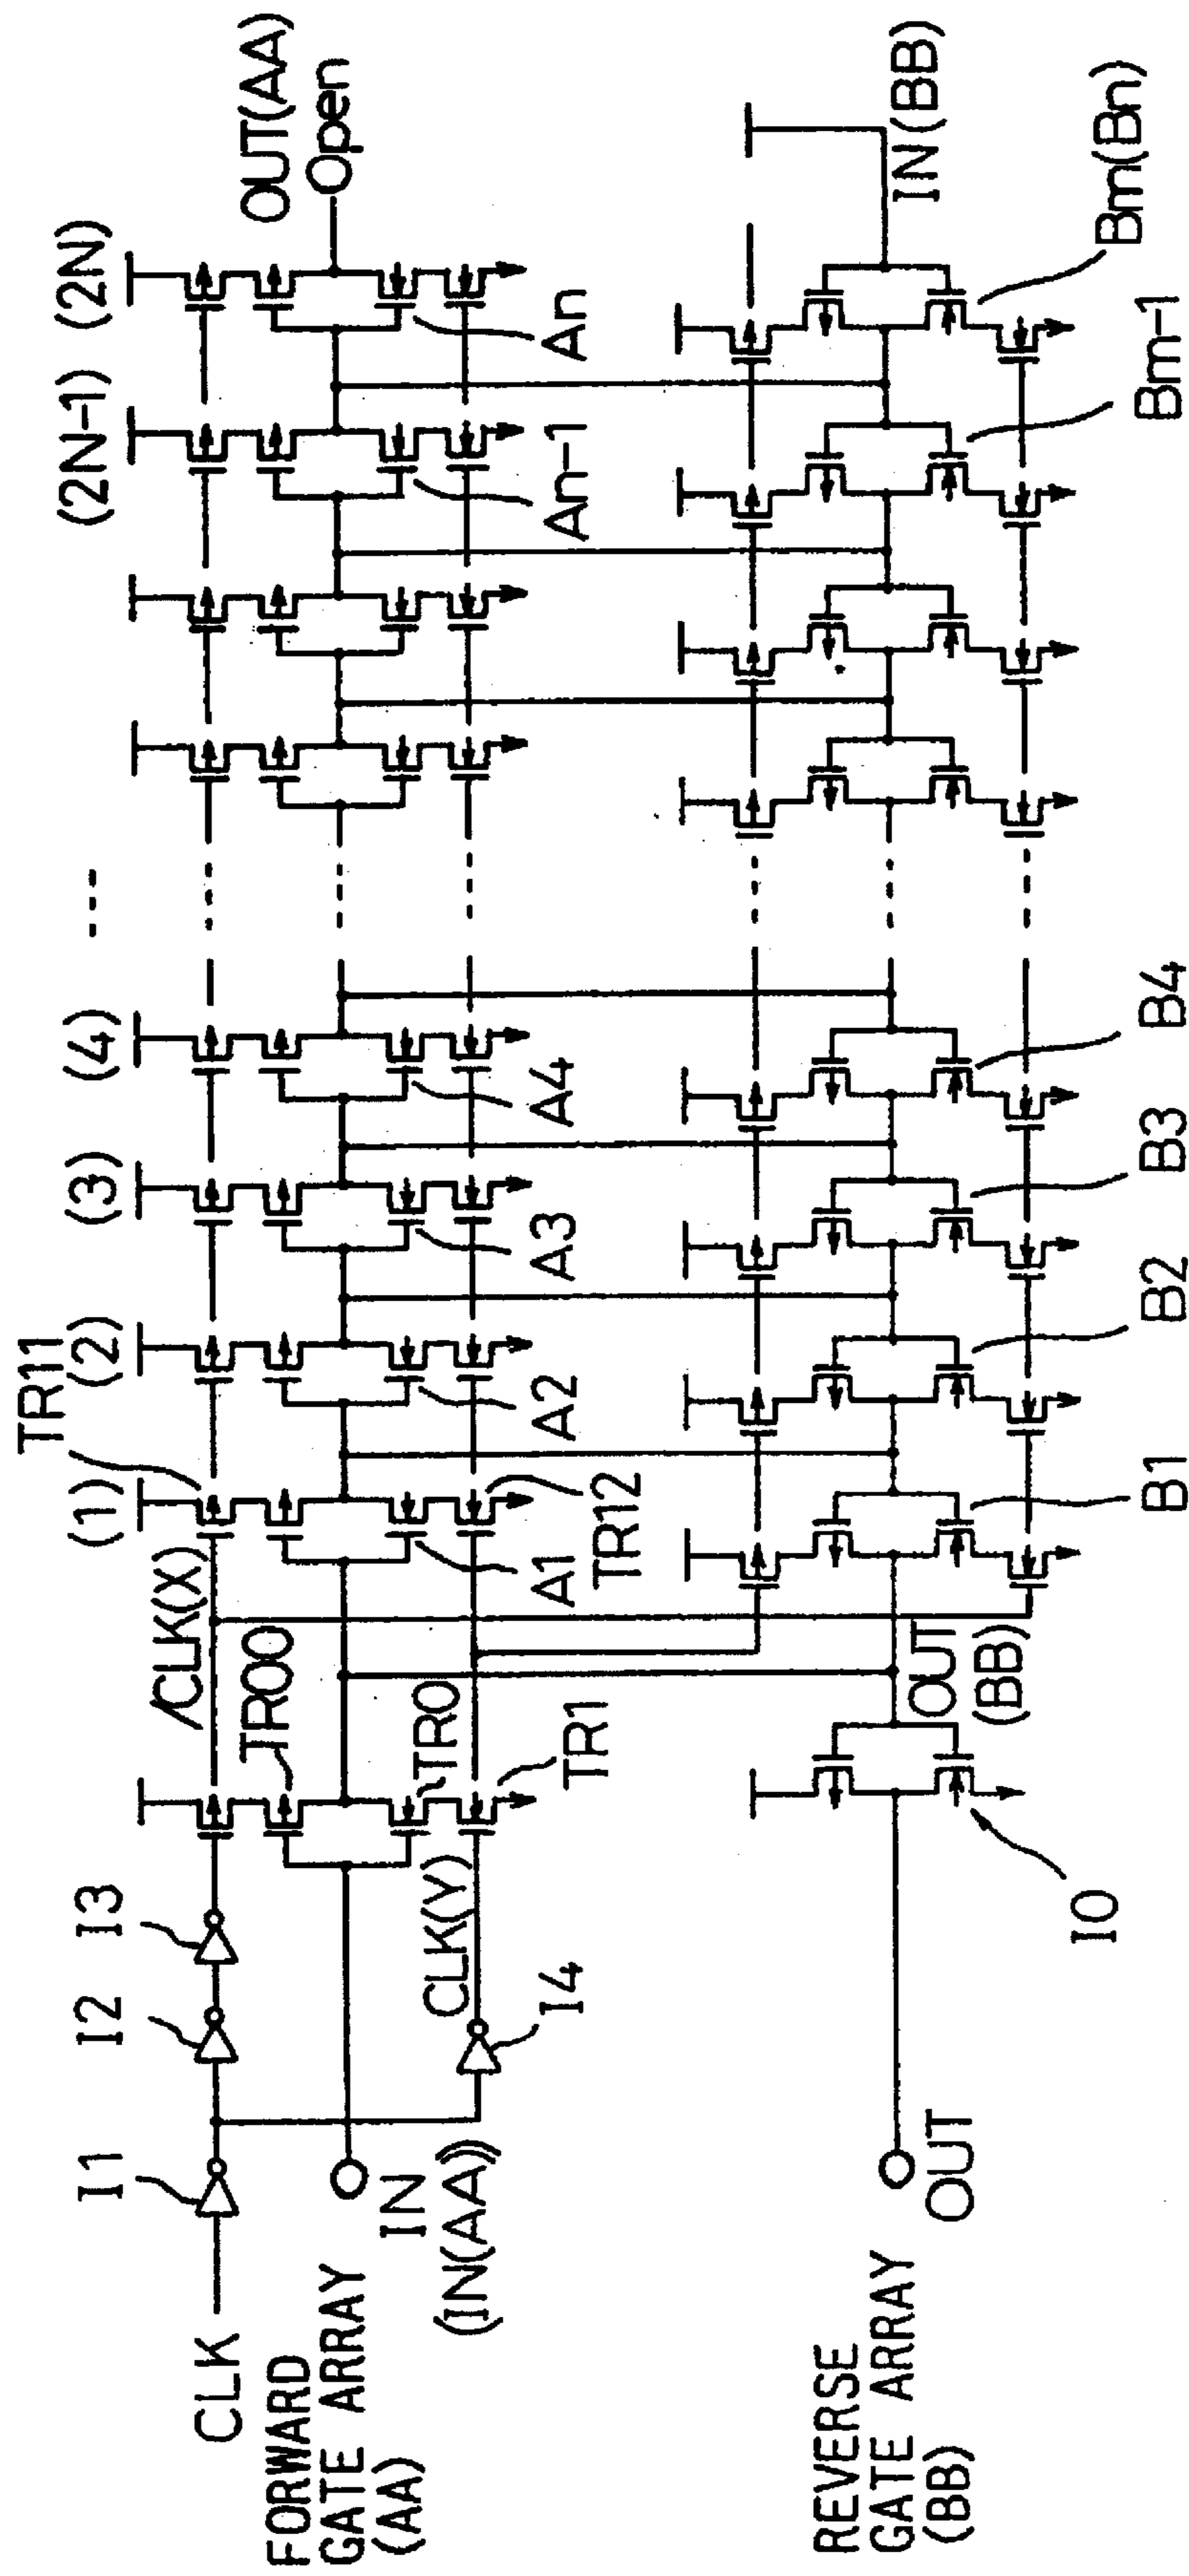 CLK
I1
I2
I3
I4
/CLK(X)
CLK(Y)
TR11
(1)
(2)
(3)
(4)
---
(2N-1)
(2N)
FORWARD
GATE ARRAY
(AA)
IN
(IN(AA))
TR00
TR0
TR1
TR12
A1
A2
A3
A4
An-1
An
OUT(AA)
Open
REVERSE
GATE ARRAY
(BB)
OUT
I0
OUT
(BB)
B1
B2
B3
B4
Bm-1
Bm(Bn)
IN(BB)